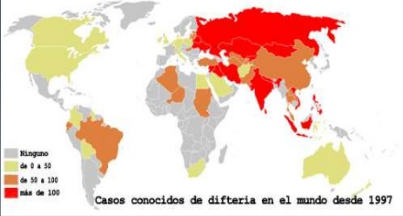 Ninguno
de 0 a 50
de 50 a 100
más de 100
Casos conocidos de difteria en el mundo desde 1997